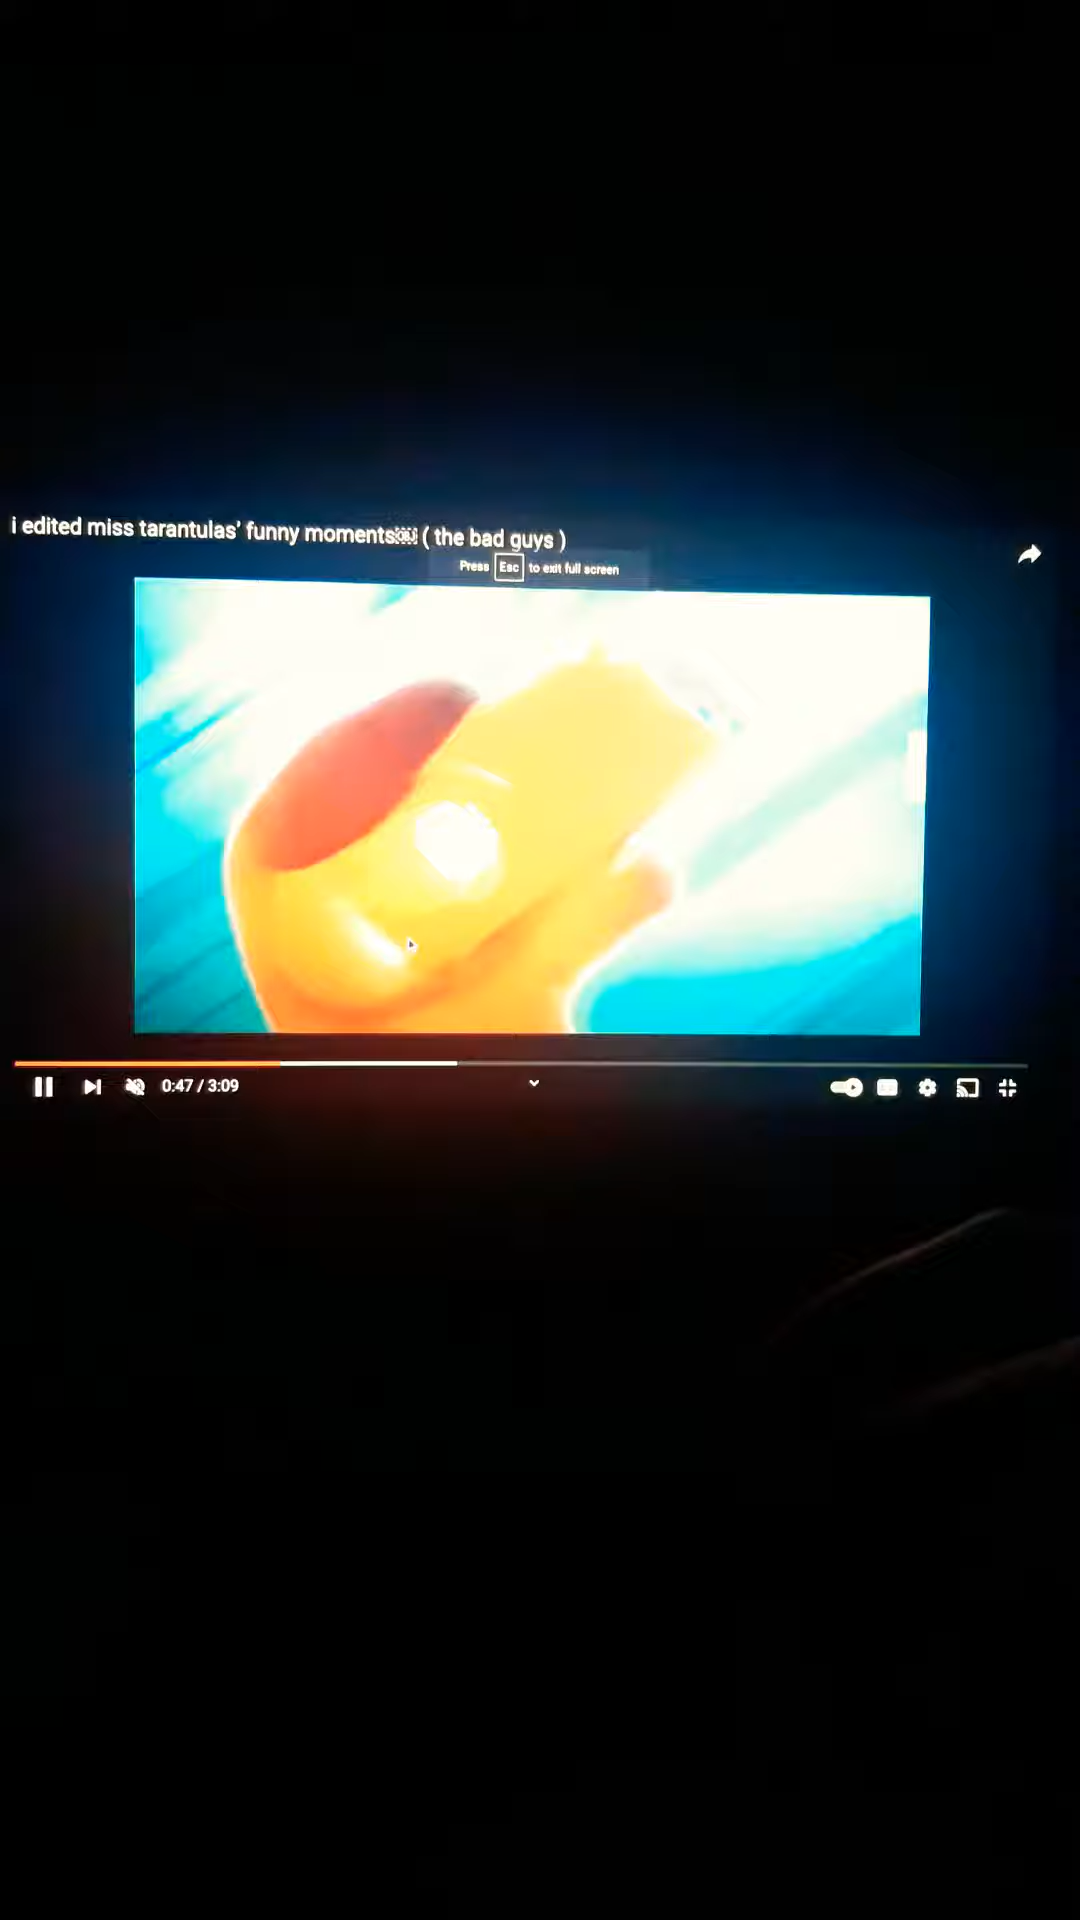 i edited miss tarantulas' funny moments￼ ( the bad guys )
Press Esc to exit full screen
0:47 / 3:09